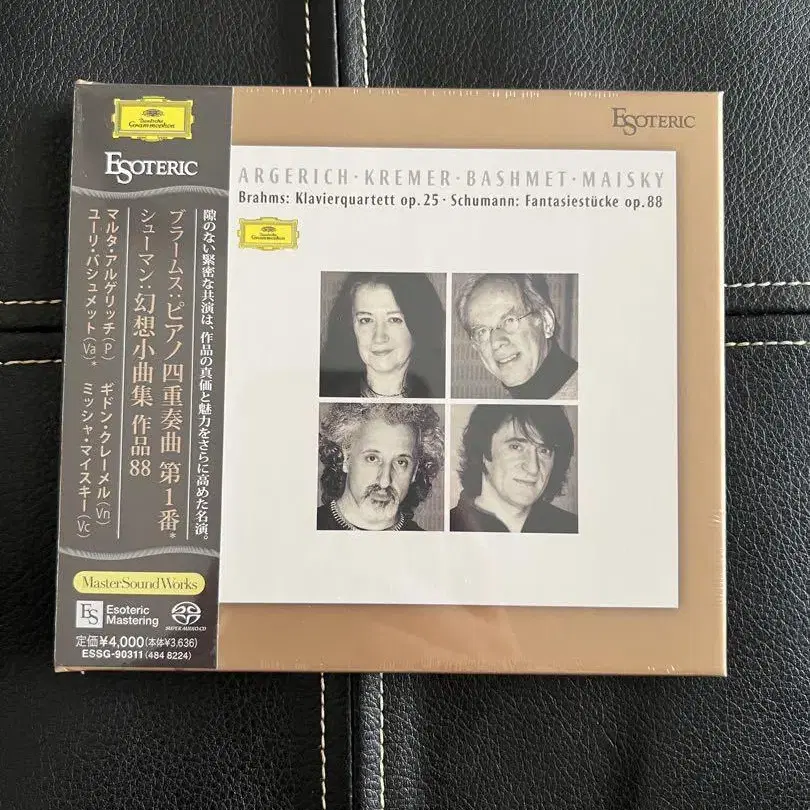 Deutsche
Grammophon
ESOTERIC
隙のない緊密な共演は、作品の真価と魅力をさらに高めた名演。
ブラームス:ピアノ四重奏曲 第1番*
シューマン:幻想小曲集 作品88
マルタ・アルゲリッチ(P) ギドン・クレーメル(Vn)
ユーリ・バシュメット(Va)* ミッシャ・マイスキー(Vc)
MasterSound Works
ES Esoteric
Mastering
SUPER AUDIO CD
定価¥4,000(本体¥3,636)
ESSG-90311 (484 8224)
ESOTERIC
ARGERICH · KREMER · BASHMET · MAISKY
Brahms: Klavierquartett op. 25 · Schumann: Fantasiestücke op. 88
Deutsche
Grammophon